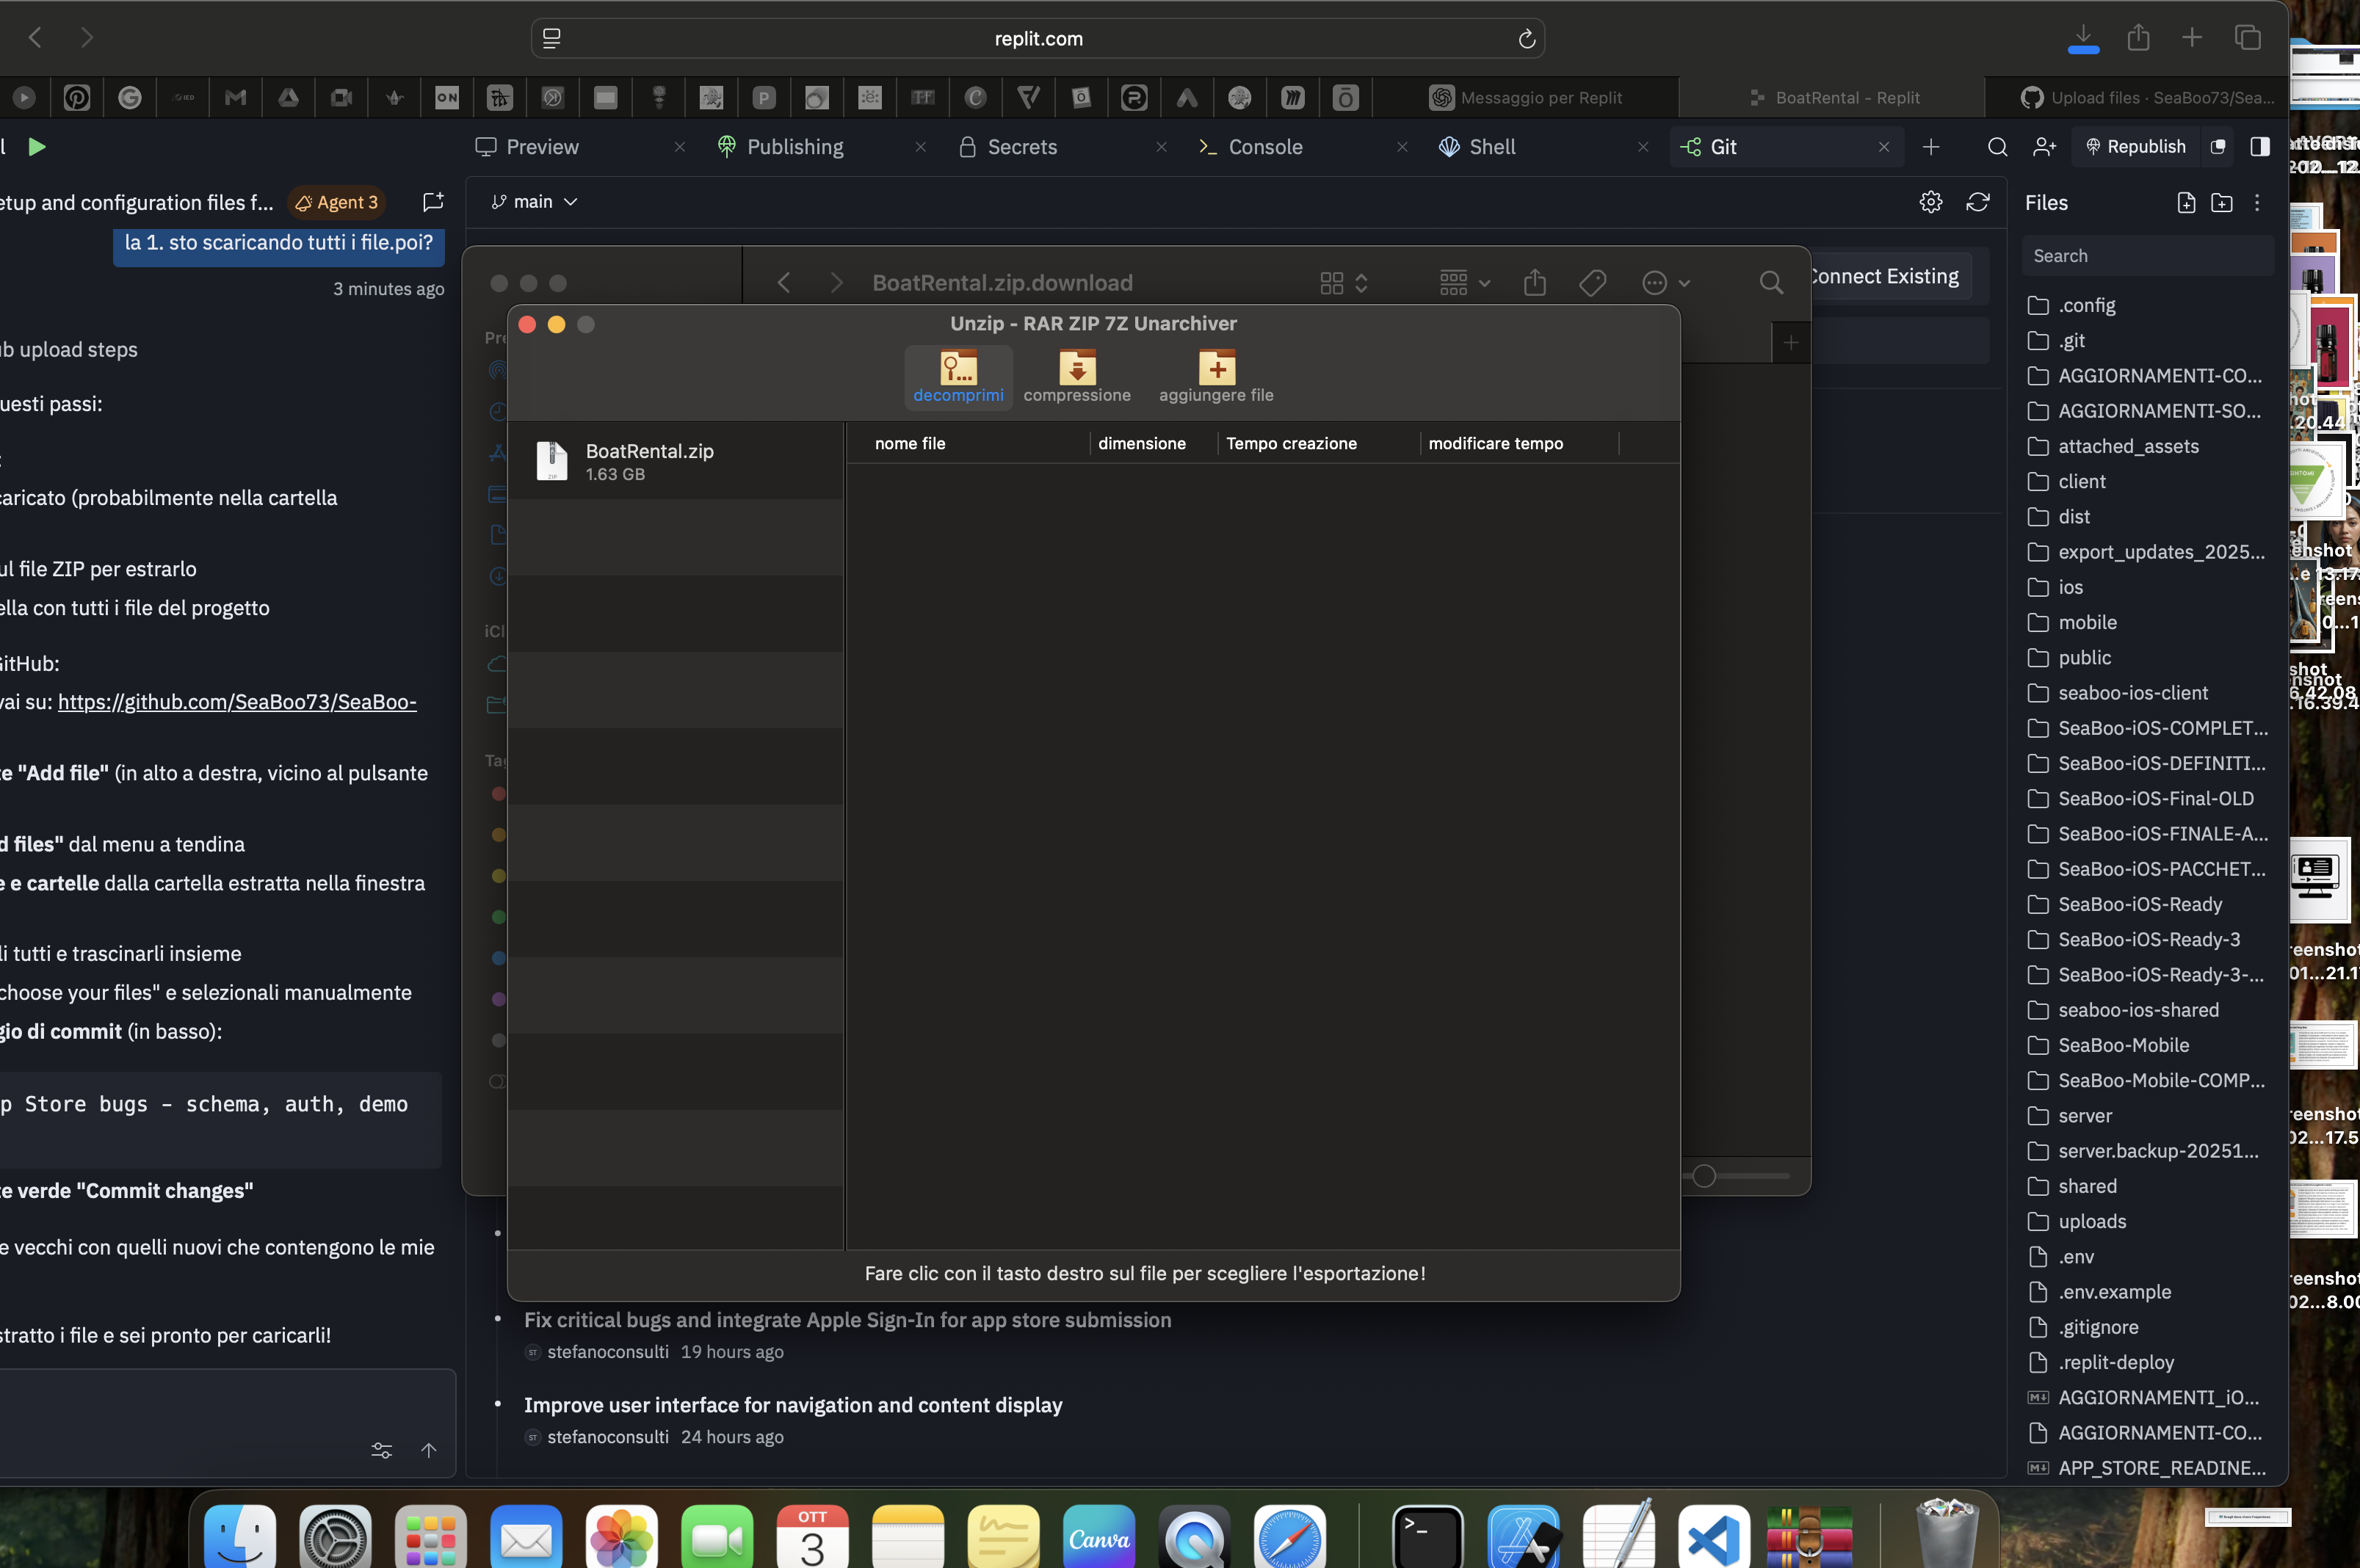 replit.com
ON
Messaggio per Replit
BoatRental - Replit
Upload files · SeaBoo73/Sea...
Preview
Publishing
Secrets
Console
Shell
Git
Republish
etup and configuration files f...
Agent 3
main
Files
la 1. sto scaricando tutti i file.poi?
3 minutes ago
Search
Connect Existing
BoatRental.zip.download
Unzip - RAR ZIP 7Z Unarchiver
decomprimi
compressione
aggiungere file
nome file
dimensione
Tempo creazione
modificare tempo
BoatRental.zip
1.63 GB
Fare clic con il tasto destro sul file per scegliere l'esportazione!
Pre
iCl
Tag
ub upload steps
uesti passi:
:
caricato (probabilmente nella cartella
ul file ZIP per estrarlo
ella con tutti i file del progetto
GitHub:
vai su: https://github.com/SeaBoo73/SeaBoo-
te "Add file" (in alto a destra, vicino al pulsante
d files" dal menu a tendina
e e cartelle dalla cartella estratta nella finestra
li tutti e trascinarli insieme
choose your files" e selezionali manualmente
gio di commit (in basso):
p Store bugs - schema, auth, demo
te verde "Commit changes"
e vecchi con quelli nuovi che contengono le mie
stratto i file e sei pronto per caricarli!
Fix critical bugs and integrate Apple Sign-In for app store submission
stefanoconsulti 19 hours ago
Improve user interface for navigation and content display
stefanoconsulti 24 hours ago
.config
.git
AGGIORNAMENTI-CO...
AGGIORNAMENTI-SO...
attached_assets
client
dist
export_updates_2025...
ios
mobile
public
seaboo-ios-client
SeaBoo-iOS-COMPLET...
SeaBoo-iOS-DEFINITI...
SeaBoo-iOS-Final-OLD
SeaBoo-iOS-FINALE-A...
SeaBoo-iOS-PACCHET...
SeaBoo-iOS-Ready
SeaBoo-iOS-Ready-3
SeaBoo-iOS-Ready-3-...
seaboo-ios-shared
SeaBoo-Mobile
SeaBoo-Mobile-COMP...
server
server.backup-20251...
shared
uploads
.env
.env.example
.gitignore
.replit-deploy
AGGIORNAMENTI_iO...
AGGIORNAMENTI-CO...
APP_STORE_READINE...
OTT
3
Canva